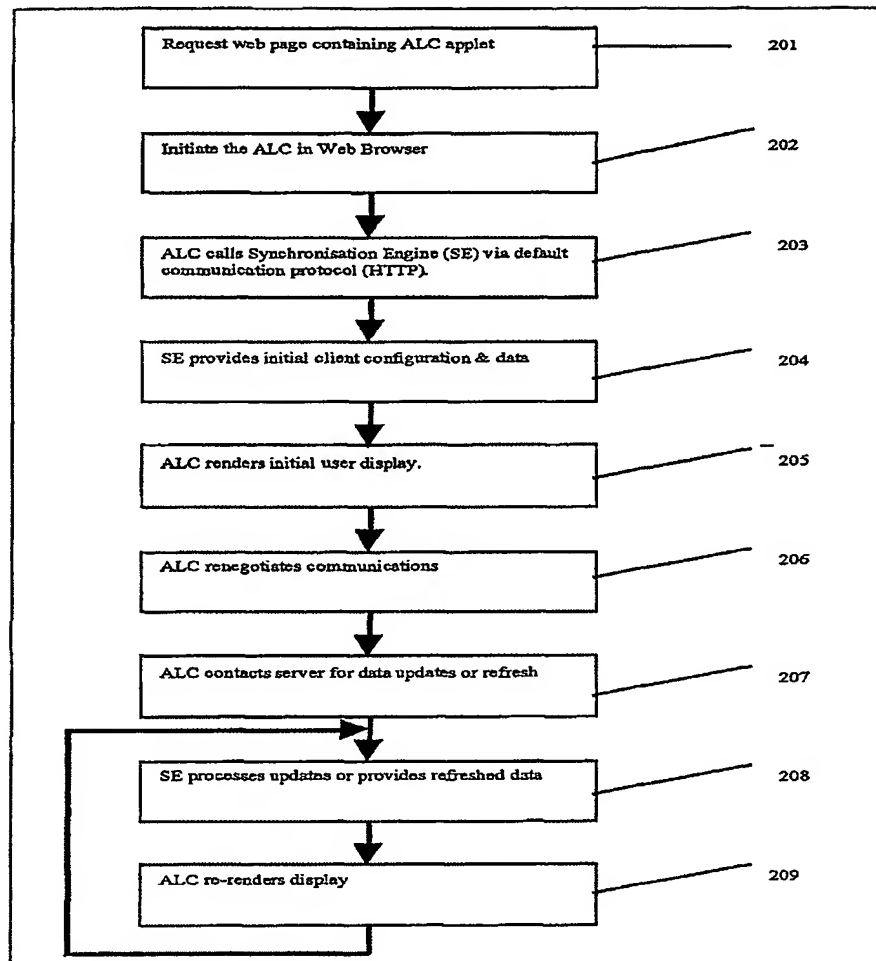 Request web page containing ALC applet
201
Initiate the ALC in Web Browser
202
ALC calls Synchronisation Engine (SE) via default
communication protocol (HTTP).
203
SE provides initial client configuration & data
204
ALC renders initial user display.
205
ALC renegotiates communications
206
ALC contacts server for data updates or refresh
207
SE processes updates or provides refreshed data
208
ALC re-renders display
209